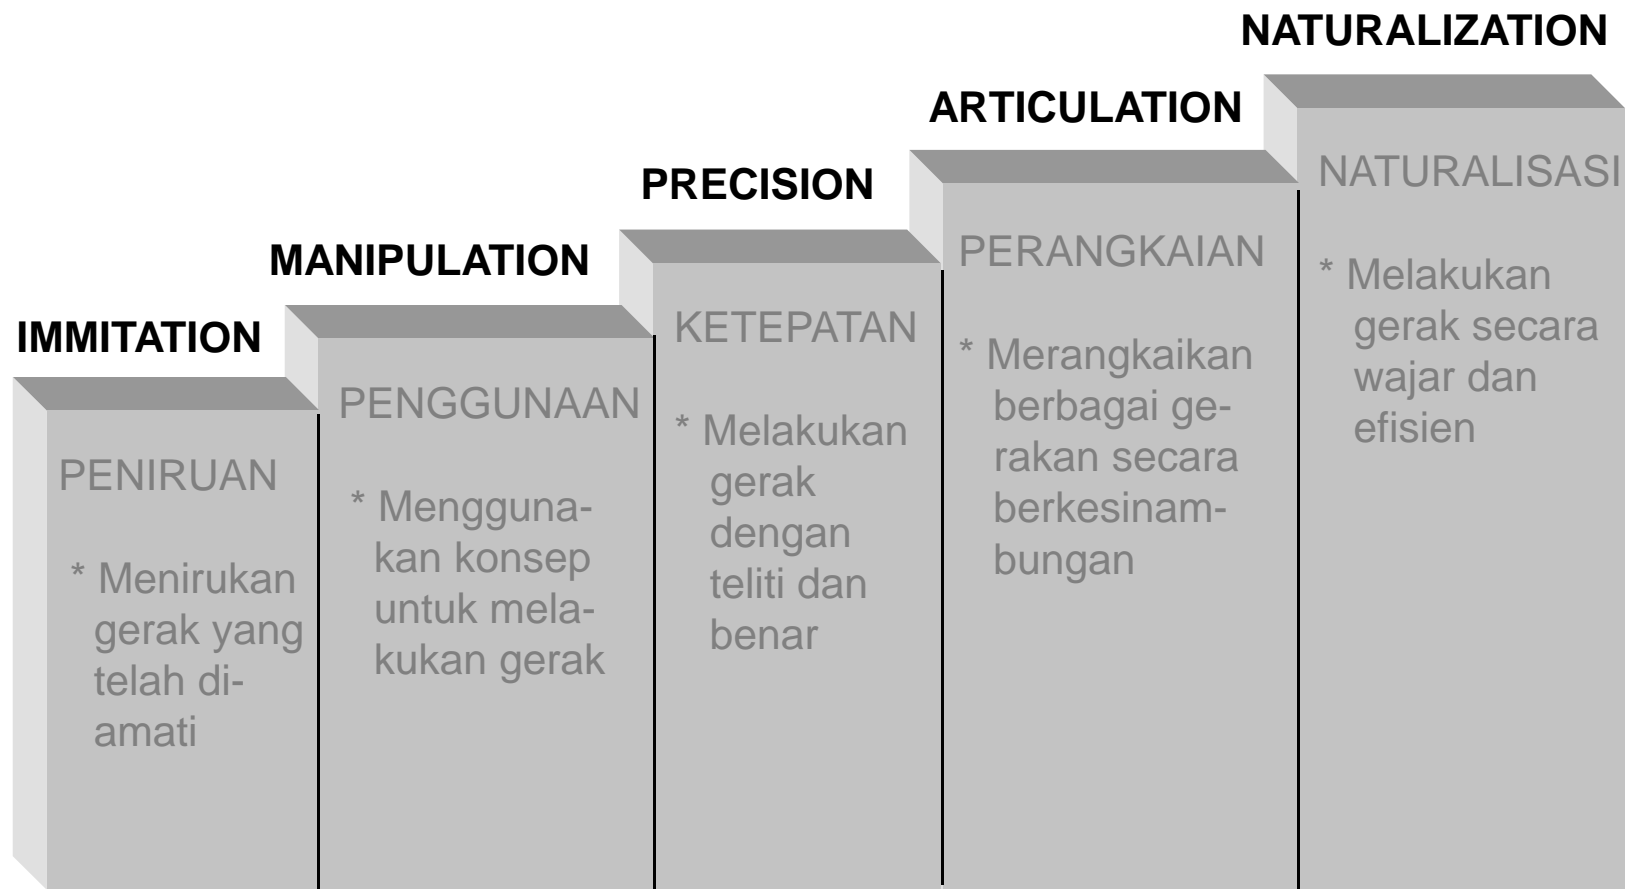 IMMITATION
PENIRUAN
* Menirukan
gerak yang
telah di-
amati
MANIPULATION
PENGGUNAAN
* Mengguna-
kan konsep
untuk mela-
kukan gerak
PRECISION
KETEPATAN
* Melakukan
gerak
dengan
teliti dan
benar
ARTICULATION
PERANGKAIAN
* Merangkaikan
berbagai ge-
rakan secara
berkesinam-
bungan
NATURALIZATION
NATURALISASI
* Melakukan
gerak secara
wajar dan
efisien